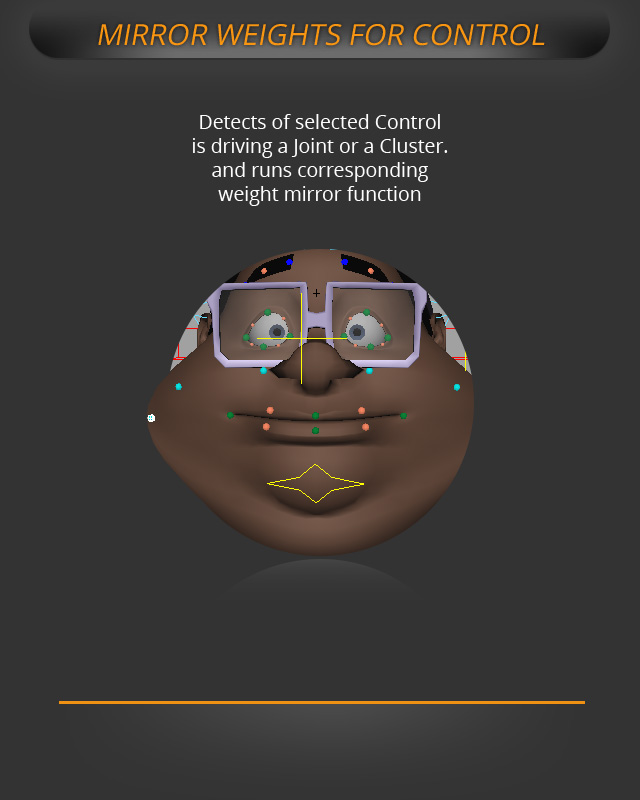 MIRROR WEIGHTS FOR CONTROL
Detects of selected Control
is driving a Joint or a Cluster.
and runs corresponding
weight mirror function